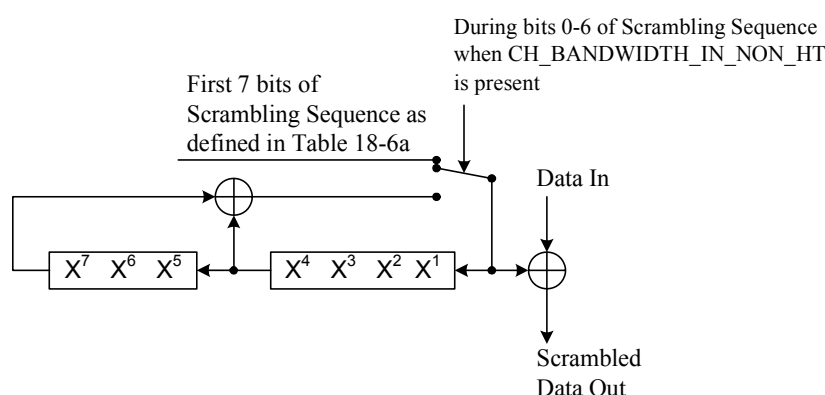 During bits 0-6 of Scrambling Sequence
when CH_BANDWIDTH_IN_NON_HT
is present
First 7 bits of
Scrambling Sequence as
defined in Table 18-6a
Data In
X⁷ X⁶ X⁵
X⁴ X³ X² X¹
Scrambled
Data Out